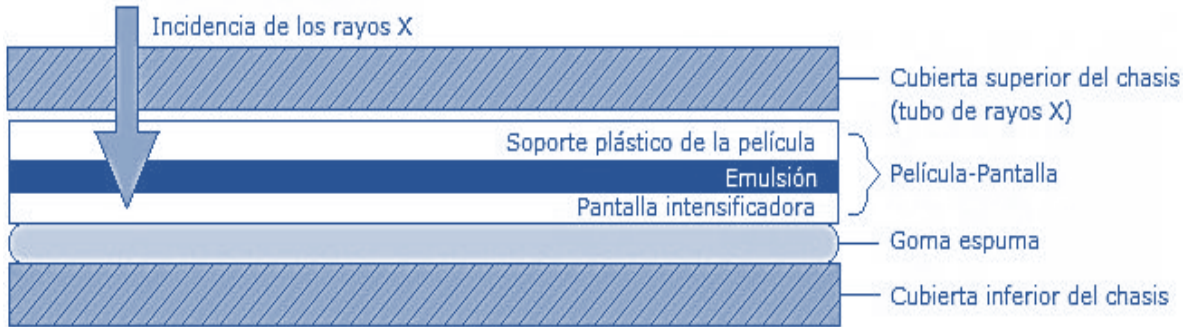 Incidencia de los rayos X
Cubierta superior del chasis
(tubo de rayos X)
Soporte plástico de la película
Emulsión
Película-Pantalla
Pantalla intensificadora
Goma espuma
Cubierta inferior del chasis